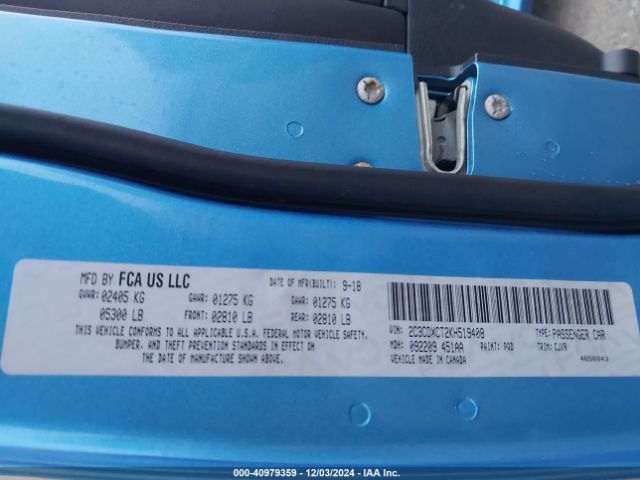 MFD BY FCA US LLC DATE OF MFR(BUILT): 9-18
GVWR: 02405 KG GAWR: 01275 KG GAWR: 01275 KG
05300 LB FRONT: 02810 LB REAR: 02810 LB
THIS VEHICLE CONFORMS TO ALL APPLICABLE U.S.A. FEDERAL MOTOR VEHICLE SAFETY,
BUMPER, AND THEFT PREVENTION STANDARDS IN EFFECT ON
THE DATE OF MANUFACTURE SHOWN ABOVE.
VIN: 2C3CDXCT2KH519408 TYPE: PASSENGER CAR
MDH: 092209 451AA PAINT: PQD TRIM: CJX9
VEHICLE MADE IN CANADA 4658843
000-40979359 - 12/03/2024 - IAA Inc.